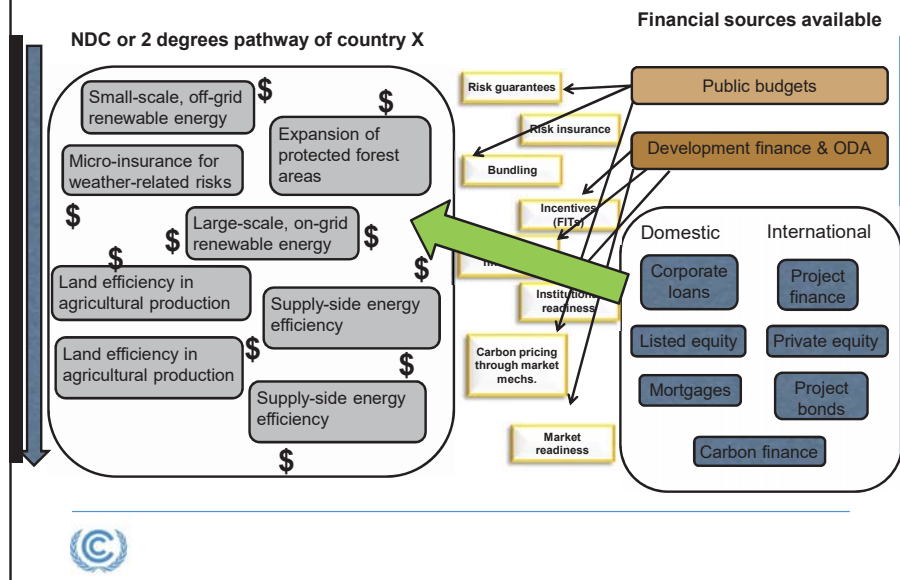 Financial sources available
NDC or 2 degrees pathway of country X
Small-scale, off-grid
renewable energy
$
$
Expansion of
protected forest
areas
Micro-insurance for
weather-related risks
$
Large-scale, on-grid
renewable energy
$
$
$
Land efficiency in
agricultural production
$
Supply-side energy
efficiency
Land efficiency in
agricultural production
$
$
Supply-side energy
efficiency
$
Risk guarantees
Risk insurance
Bundling
Incentives
(FITs)
readiness
Carbon pricing
through market
mechs.
Market
readiness
Public budgets
Development finance & ODA
Domestic
International
Corporate
loans
Project
finance
Listed equity
Private equity
Mortgages
Project
bonds
Carbon finance